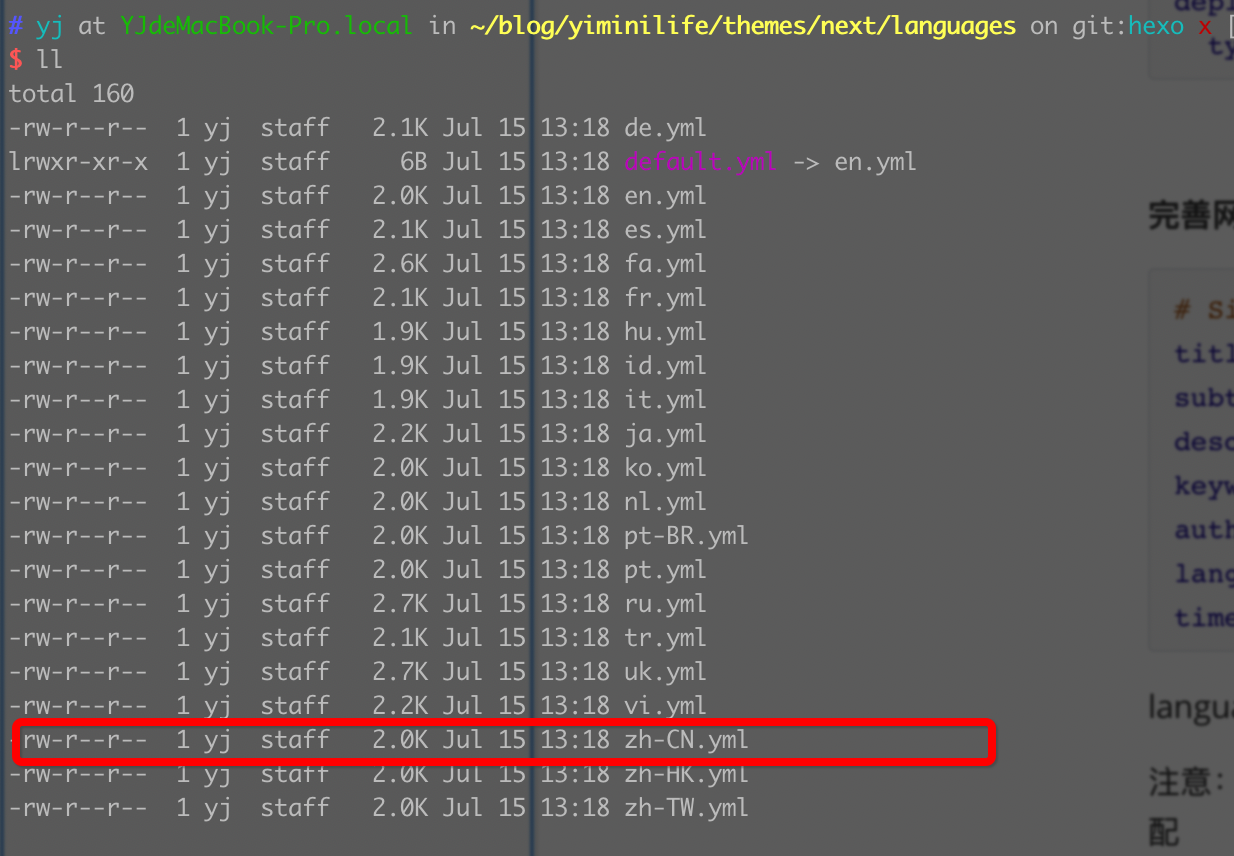 # yj at YJdeMacBook-Pro.local in ~/blog/yiminilife/themes/next/languages on git:hexo x [
$ ll
total 160
-rw-r--r--  1 yj  staff   2.1K Jul 15 13:18 de.yml
lrwxr-xr-x  1 yj  staff     6B Jul 15 13:18 default.yml -> en.yml
-rw-r--r--  1 yj  staff   2.0K Jul 15 13:18 en.yml
-rw-r--r--  1 yj  staff   2.1K Jul 15 13:18 es.yml
-rw-r--r--  1 yj  staff   2.6K Jul 15 13:18 fa.yml
-rw-r--r--  1 yj  staff   2.1K Jul 15 13:18 fr.yml
-rw-r--r--  1 yj  staff   1.9K Jul 15 13:18 hu.yml
-rw-r--r--  1 yj  staff   1.9K Jul 15 13:18 id.yml
-rw-r--r--  1 yj  staff   1.9K Jul 15 13:18 it.yml
-rw-r--r--  1 yj  staff   2.2K Jul 15 13:18 ja.yml
-rw-r--r--  1 yj  staff   2.0K Jul 15 13:18 ko.yml
-rw-r--r--  1 yj  staff   2.0K Jul 15 13:18 nl.yml
-rw-r--r--  1 yj  staff   2.0K Jul 15 13:18 pt-BR.yml
-rw-r--r--  1 yj  staff   2.0K Jul 15 13:18 pt.yml
-rw-r--r--  1 yj  staff   2.7K Jul 15 13:18 ru.yml
-rw-r--r--  1 yj  staff   2.1K Jul 15 13:18 tr.yml
-rw-r--r--  1 yj  staff   2.7K Jul 15 13:18 uk.yml
-rw-r--r--  1 yj  staff   2.2K Jul 15 13:18 vi.yml
-rw-r--r--  1 yj  staff   2.0K Jul 15 13:18 zh-CN.yml
-rw-r--r--  1 yj  staff   2.0K Jul 15 13:18 zh-HK.yml
-rw-r--r--  1 yj  staff   2.0K Jul 15 13:18 zh-TW.yml
完善
# Si
titl
subt
desc
keyw
auth
lang
time
langua
注意：
配